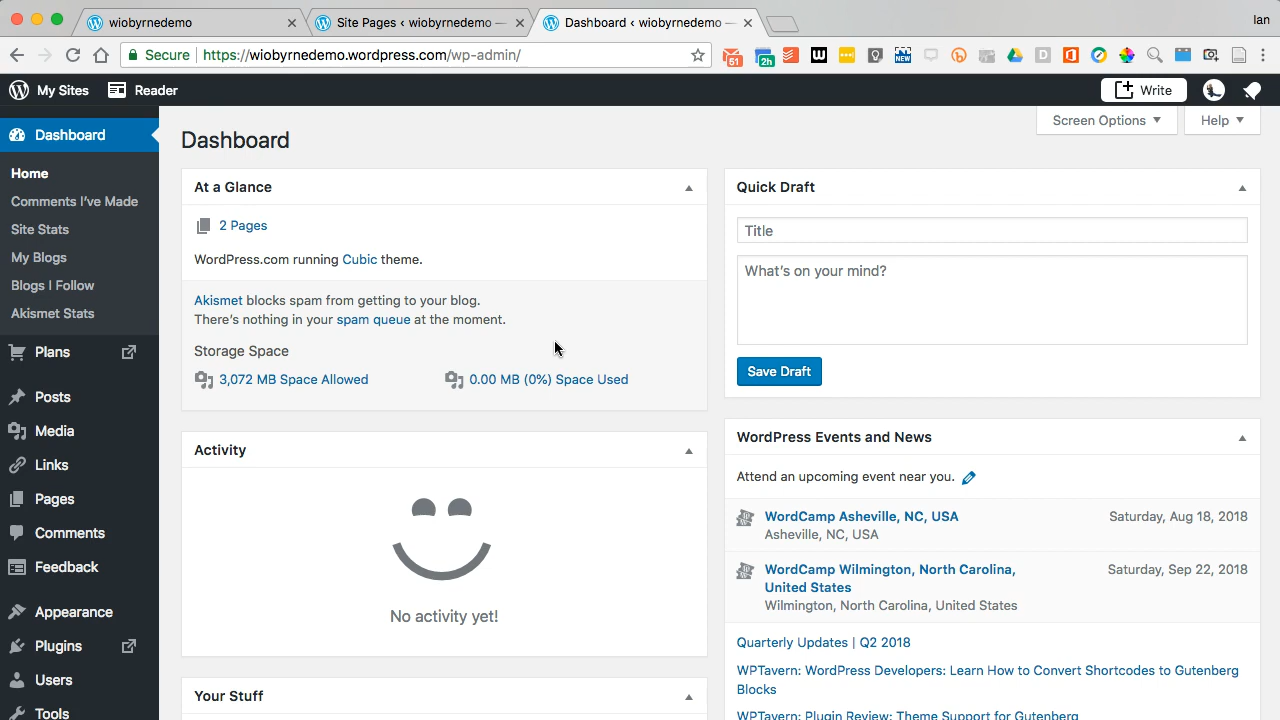 wiobyrnedemo
Site Pages ‹ wiobyrnedemo —
Dashboard ‹ wiobyrnedemo —
Ian
Secure
https://wiobyrnedemo.wordpress.com/wp-admin/
51
2h
W
NEW
D
My Sites
Reader
Write
Dashboard
Home
Comments I've Made
Site Stats
My Blogs
Blogs I Follow
Akismet Stats
Plans
Posts
Media
Links
Pages
Comments
Feedback
Appearance
Plugins
Users
Tools
Screen Options
Help
Dashboard
At a Glance
2 Pages
WordPress.com running Cubic theme.
Akismet blocks spam from getting to your blog.
There's nothing in your spam queue at the moment.
Storage Space
3,072 MB Space Allowed
0.00 MB (0%) Space Used
Activity
No activity yet!
Your Stuff
Quick Draft
Title
What's on your mind?
Save Draft
WordPress Events and News
Attend an upcoming event near you.
WordCamp Asheville, NC, USA
Saturday, Aug 18, 2018
Asheville, NC, USA
WordCamp Wilmington, North Carolina,
United States
Saturday, Sep 22, 2018
Wilmington, North Carolina, United States
Quarterly Updates | Q2 2018
WPTavern: WordPress Developers: Learn How to Convert Shortcodes to Gutenberg
Blocks
WPTavern: Plugin Review: Theme Support for Gutenberg